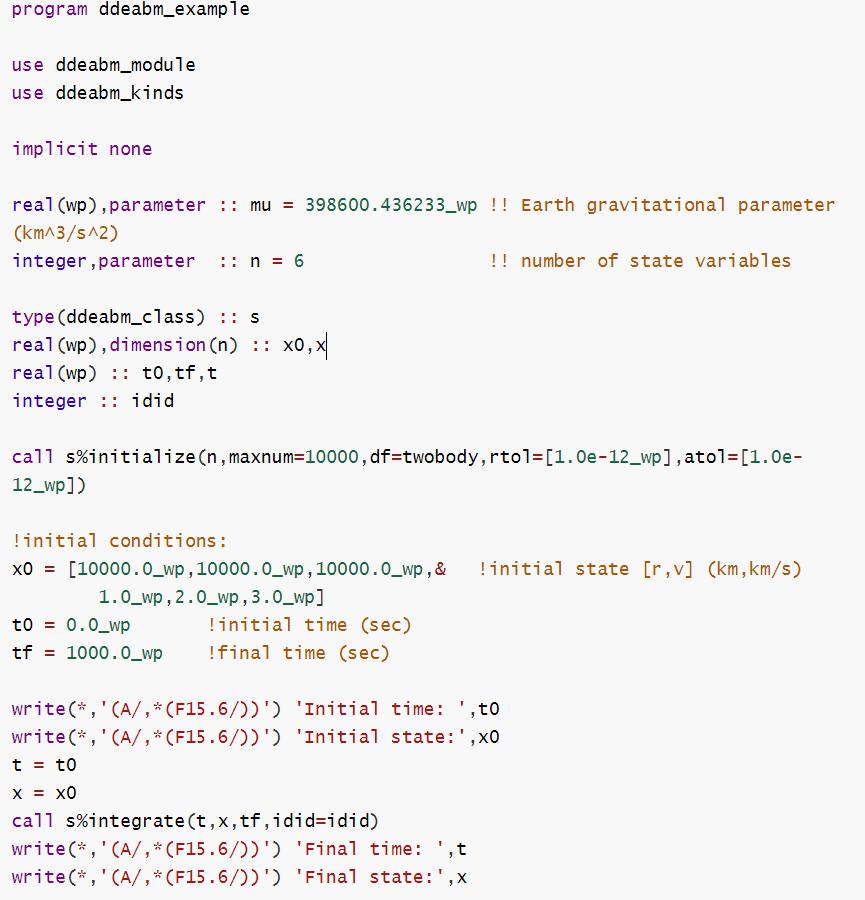 program ddeabm_example
use ddeabm_module
use ddeabm_kinds
implicit none
real(wp),parameter :: mu = 398600.436233_wp !! Earth gravitational parameter
(km^3/s^2)
integer,parameter  :: n = 6                 !! number of state variables
type(ddeabm_class) :: s
real(wp),dimension(n) :: x0,x
real(wp) :: t0,tf,t
integer :: idid
call s%initialize(n,maxnum=10000,df=twobody,rtol=[1.0e-12_wp],atol=[1.0e-
12_wp])
!initial conditions:
x0 = [10000.0_wp,10000.0_wp,10000.0_wp,&   !initial state [r,v] (km,km/s)
        1.0_wp,2.0_wp,3.0_wp]
t0 = 0.0_wp       !initial time (sec)
tf = 1000.0_wp    !final time (sec)
write(*,'(A/,*(F15.6/))') 'Initial time: ',t0
write(*,'(A/,*(F15.6/))') 'Initial state:',x0
t = t0
x = x0
call s%integrate(t,x,tf,idid=idid)
write(*,'(A/,*(F15.6/))') 'Final time: ',t
write(*,'(A/,*(F15.6/))') 'Final state:',x